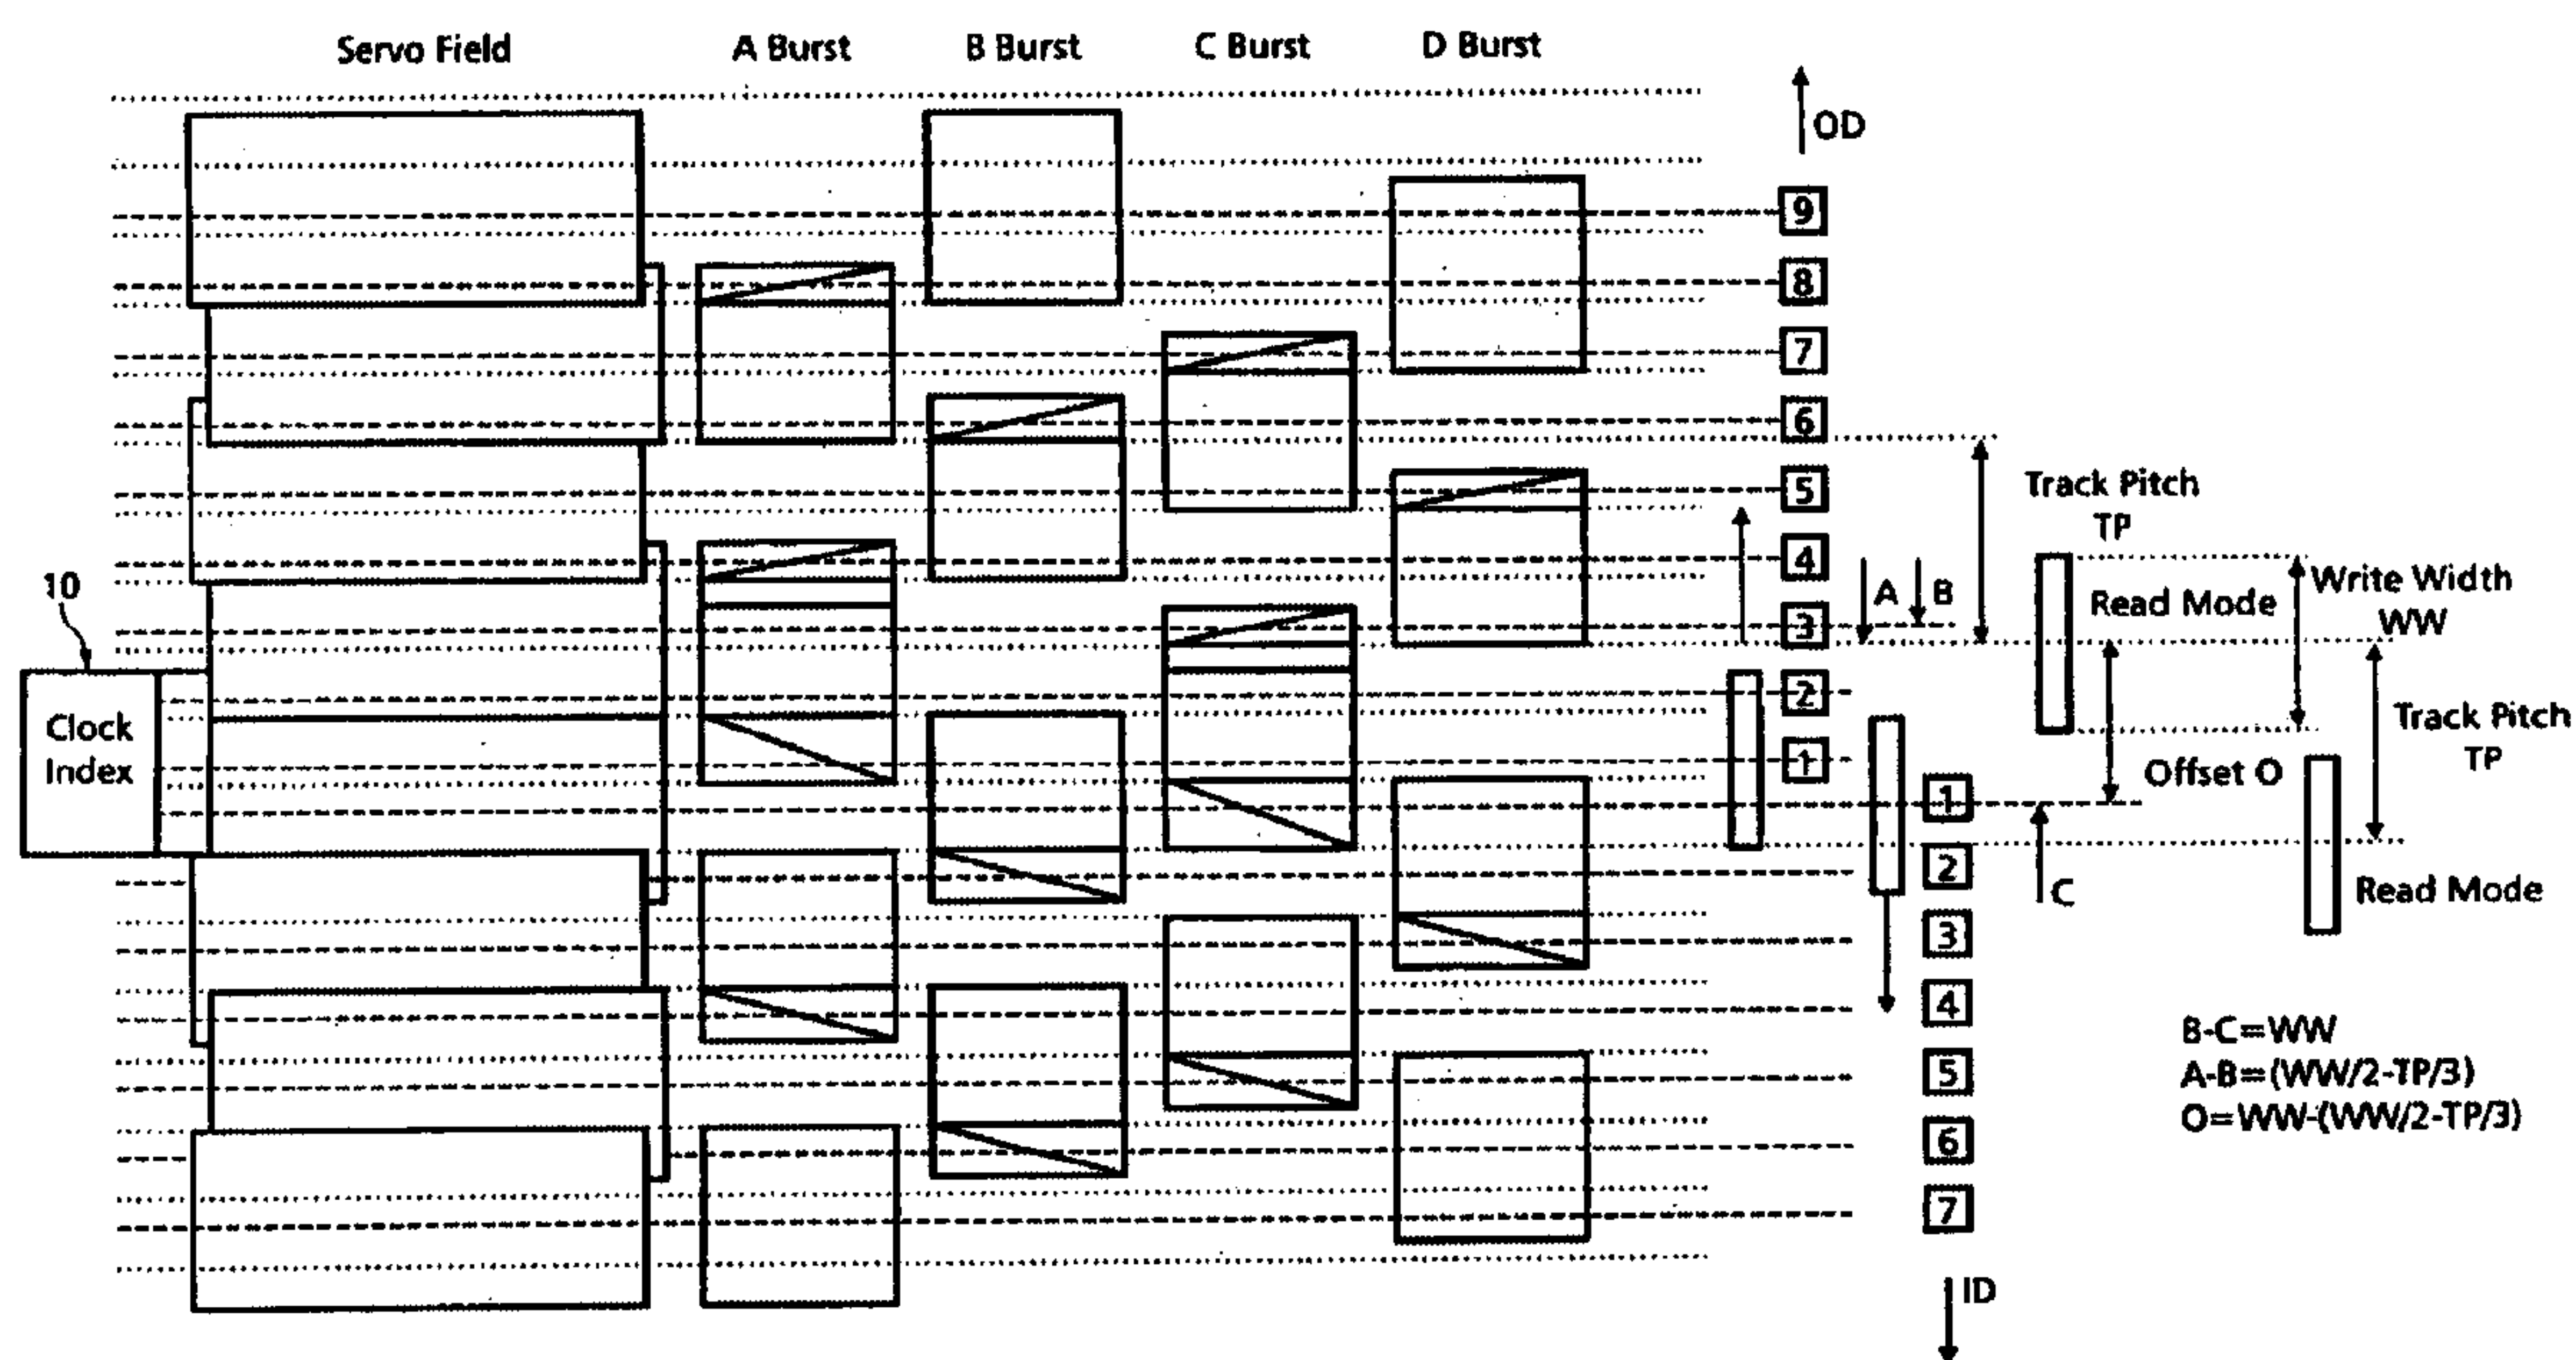 Servo Field
A Burst
B Burst
C Burst
D Burst
OD
9
8
7
6
5
4
3
2
1
A
B
Track Pitch
TP
Read Mode
Write Width
WW
10
Clock
Index
Offset O
Track Pitch
TP
Read Mode
C
1
2
3
4
5
6
7
ID
B-C=WW
A-B=(WW/2-TP/3)
O=WW-(WW/2-TP/3)